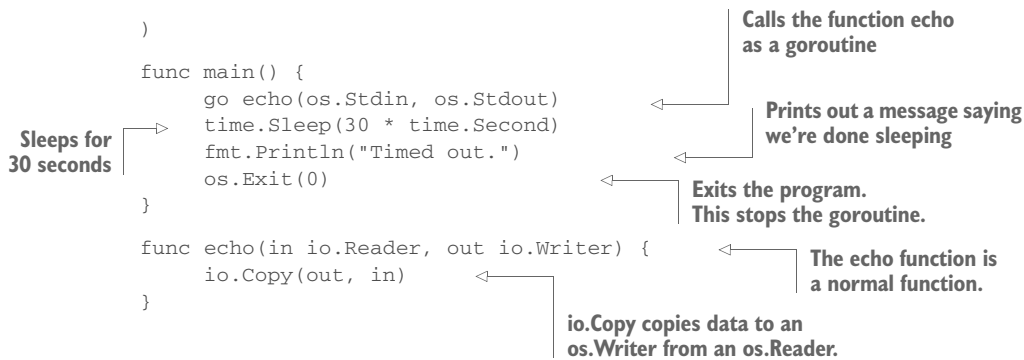 )
Calls the function echo
as a goroutine
func main() {
go echo(os.Stdin, os.Stdout)
time.Sleep(30 * time.Second)
fmt.Println("Timed out.")
os.Exit(0)
}
Sleeps for
30 seconds
Prints out a message saying
we're done sleeping
Exits the program.
This stops the goroutine.
func echo(in io.Reader, out io.Writer) {
io.Copy(out, in)
}
The echo function is
a normal function.
io.Copy copies data to an
os.Writer from an os.Reader.